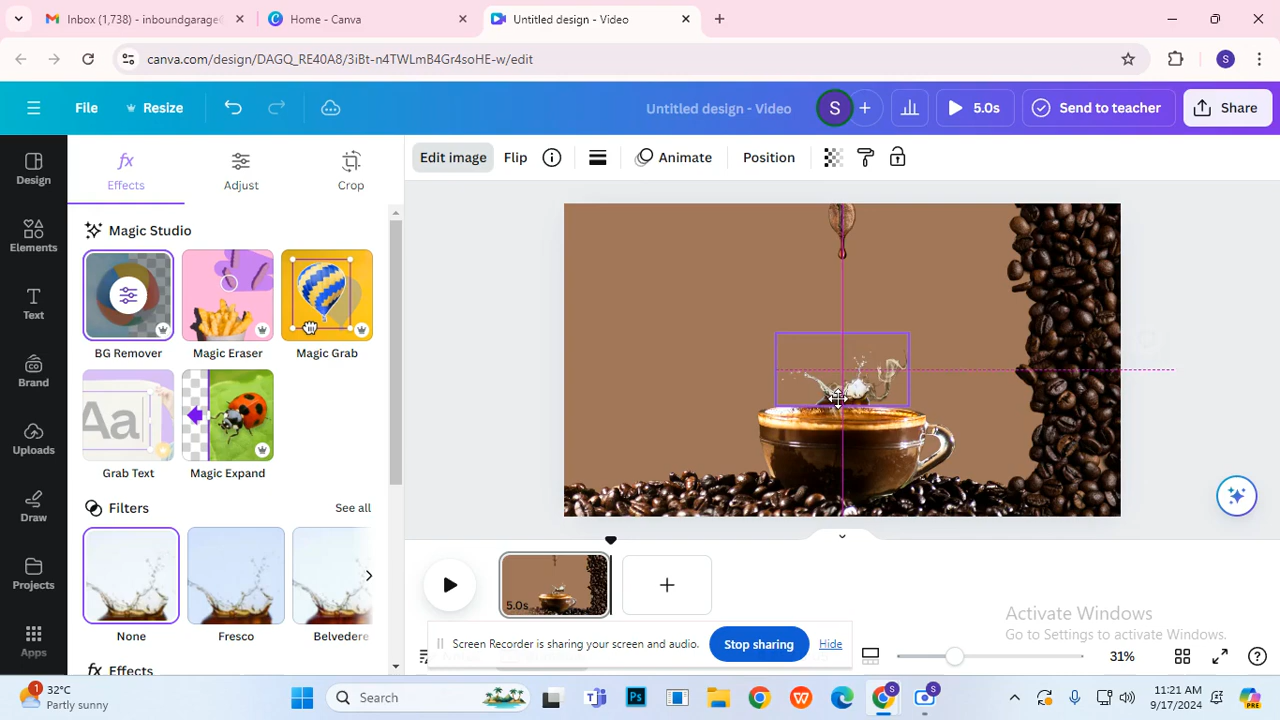 Inbox (1,738) - inboundgarage@
Home - Canva
Untitled design - Video
canva.com/design/DAGQ_RE40A8/3iBt-n4TWLmB4Gr4soHE-w/edit
S
File
Resize
Untitled design - Video
S
5.0s
Send to teacher
Share
Design
Elements
Text
Brand
Uploads
Draw
Projects
Apps
Effects
Adjust
Crop
Edit image
Flip
Animate
Position
Magic Studio
BG Remover
Magic Eraser
Magic Grab
Aa
Grab Text
Magic Expand
Filters
See all
None
Fresco
Belvedere
Effects
5.0s
Screen Recorder is sharing your screen and audio.
Stop sharing
Hide
Activate Windows
Go to Settings to activate Windows.
31%
1
32°C
Partly sunny
Search
Ps
S
S
11:21 AM
9/17/2024
PRE